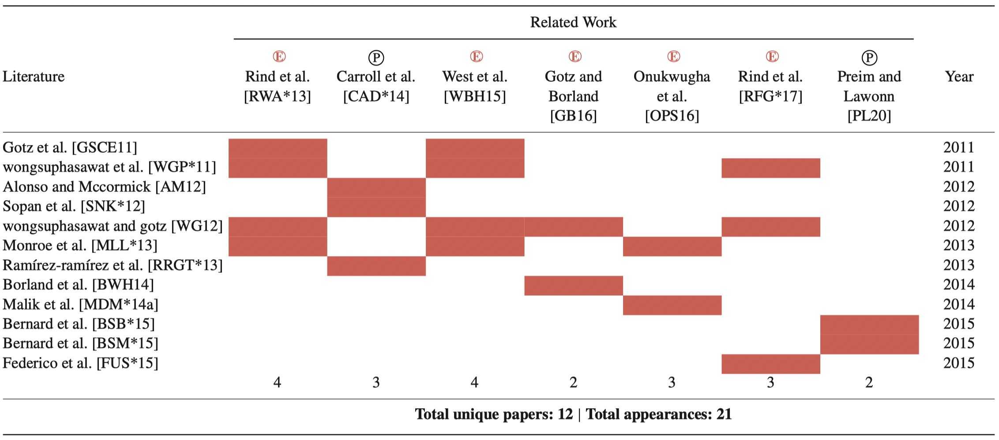 Related Work
Ⓔ Ⓟ Ⓔ Ⓔ Ⓔ Ⓔ Ⓟ
Literature Rind et al. Carroll et al. West et al. Gotz and Onukwugha Rind et al. Preim and Year
[RWA*13] [CAD*14] [WBH15] Borland et al. [RFG*17] Lawonn
[GB16] [OPS16] [PL20]
Gotz et al. [GSCE11] 2011
wongsuphasawat et al. [WGP*11] 2011
Alonso and Mccormick [AM12] 2012
Sopan et al. [SNK*12] 2012
wongsuphasawat and gotz [WG12] 2012
Monroe et al. [MLL*13] 2013
Ramírez-ramírez et al. [RRGT*13] 2013
Borland et al. [BWH14] 2014
Malik et al. [MDM*14a] 2014
Bernard et al. [BSB*15] 2015
Bernard et al. [BSM*15] 2015
Federico et al. [FUS*15] 2015
4 3 4 2 3 3 2
Total unique papers: 12 | Total appearances: 21